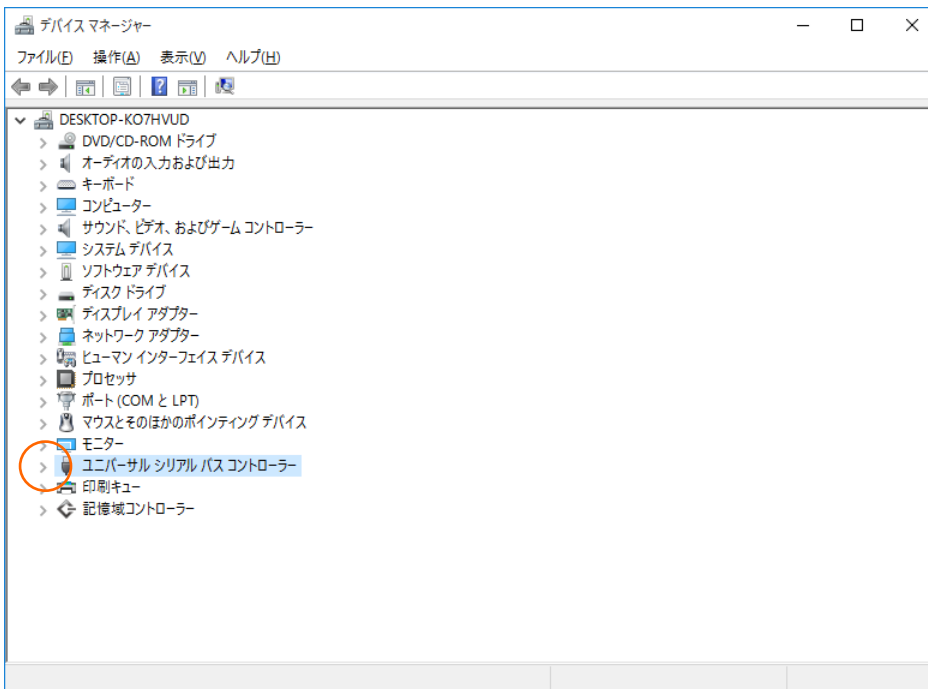 デバイス マネージャー
ファイル(F) 操作(A) 表示(V) ヘルプ(H)
DESKTOP-KO7HVUD
DVD/CD-ROM ドライブ
オーディオの入力および出力
キーボード
コンピューター
サウンド、ビデオ、およびゲーム コントローラー
システム デバイス
ソフトウェア デバイス
ディスク ドライブ
ディスプレイ アダプター
ネットワーク アダプター
ヒューマン インターフェイス デバイス
プロセッサ
ポート (COM と LPT)
マウスとそのほかのポインティング デバイス
モニター
ユニバーサル シリアル バス コントローラー
印刷キュー
記憶域コントローラー